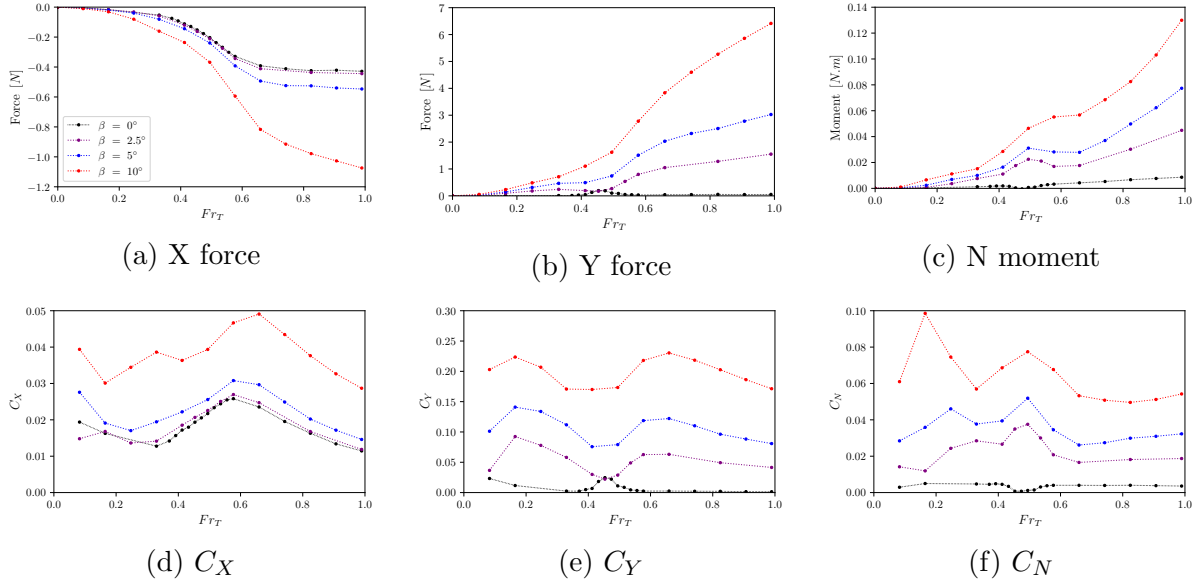 0.0
−0.2
−0.4
−0.6
−0.8
−1.0
−1.2
Force [N]
β = 0°
β = 2.5°
β = 5°
β = 10°
0.0 0.2 0.4 0.6 0.8 1.0
Fr_T
(a) X force
7
6
5
4
3
2
1
0
Force [N]
0.0 0.2 0.4 0.6 0.8 1.0
Fr_T
(b) Y force
0.14
0.12
0.10
0.08
0.06
0.04
0.02
0.00
Moment [N.m]
0.0 0.2 0.4 0.6 0.8 1.0
Fr_T
(c) N moment
0.05
0.04
0.03
0.02
0.01
0.00
C_X
0.0 0.2 0.4 0.6 0.8 1.0
Fr_T
(d) C_X
0.30
0.25
0.20
0.15
0.10
0.05
0.00
C_Y
0.0 0.2 0.4 0.6 0.8 1.0
Fr_T
(e) C_Y
0.10
0.08
0.06
0.04
0.02
0.00
C_N
0.0 0.2 0.4 0.6 0.8 1.0
Fr_T
(f) C_N